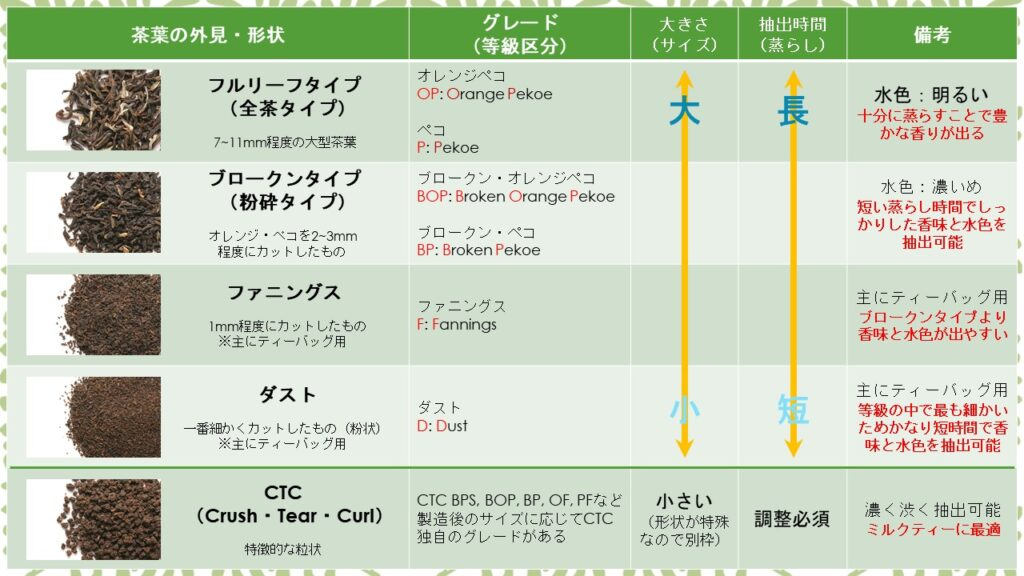 茶葉の外見・形状
グレード
（等級区分）
大きさ
（サイズ）
抽出時間
（蒸らし）
備考
フルリーフタイプ
（全茶タイプ）
7~11mm程度の大型茶葉
オレンジペコ
OP: Orange Pekoe
ペコ
P: Pekoe
大
長
水色：明るい
十分に蒸らすことで豊
かな香りが出る
ブロークンタイプ
（粉砕タイプ）
オレンジ・ペコを2~3mm
程度にカットしたもの
ブロークン・オレンジペコ
BOP: Broken Orange Pekoe
ブロークン・ペコ
BP: Broken Pekoe
水色：濃いめ
短い蒸らし時間でしっ
かりした香味と水色を
抽出可能
ファニングス
1mm程度にカットしたもの
※主にティーバッグ用
ファニングス
F: Fannings
主にティーバッグ用
ブロークンタイプより
香味と水色が出やすい
ダスト
一番細かくカットしたもの（粉状）
※主にティーバッグ用
ダスト
D: Dust
小
短
主にティーバッグ用
等級の中で最も細かい
ためかなり短時間で香
味と水色を抽出可能
CTC
（Crush・Tear・Curl）
特徴的な粒状
CTC BPS, BOP, BP, OF, PFなど
製造後のサイズに応じてCTC
独自のグレードがある
小さい
（形状が特殊
なので別枠）
調整必須
濃く渋く抽出可能
ミルクティーに最適